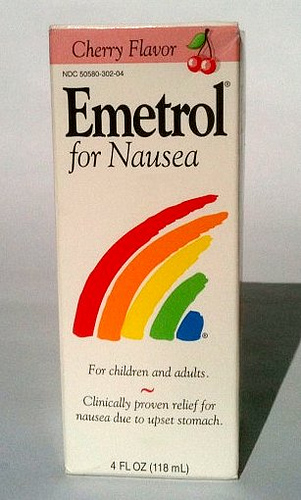 Cherry Flavor
NDC 50580-302-04
Emetrol®
for Nausea
®
For children and adults.
~
Clinically proven relief for
nausea due to upset stomach.
4 FL OZ (118 mL)